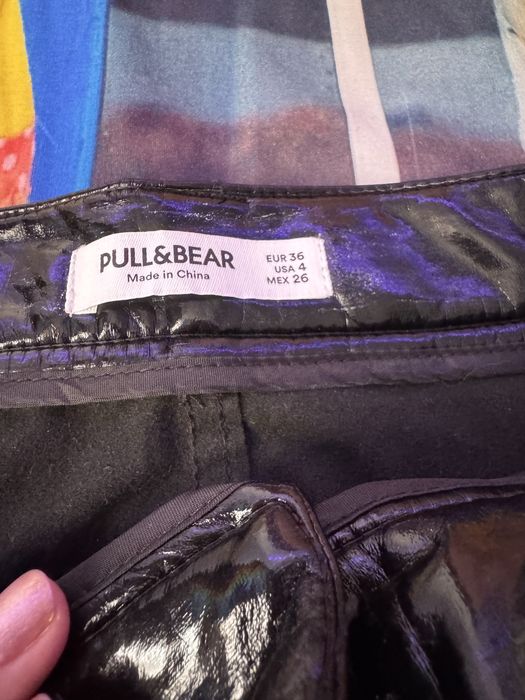 PULL&BEAR
Made in China
EUR 36
USA 4
MEX 26